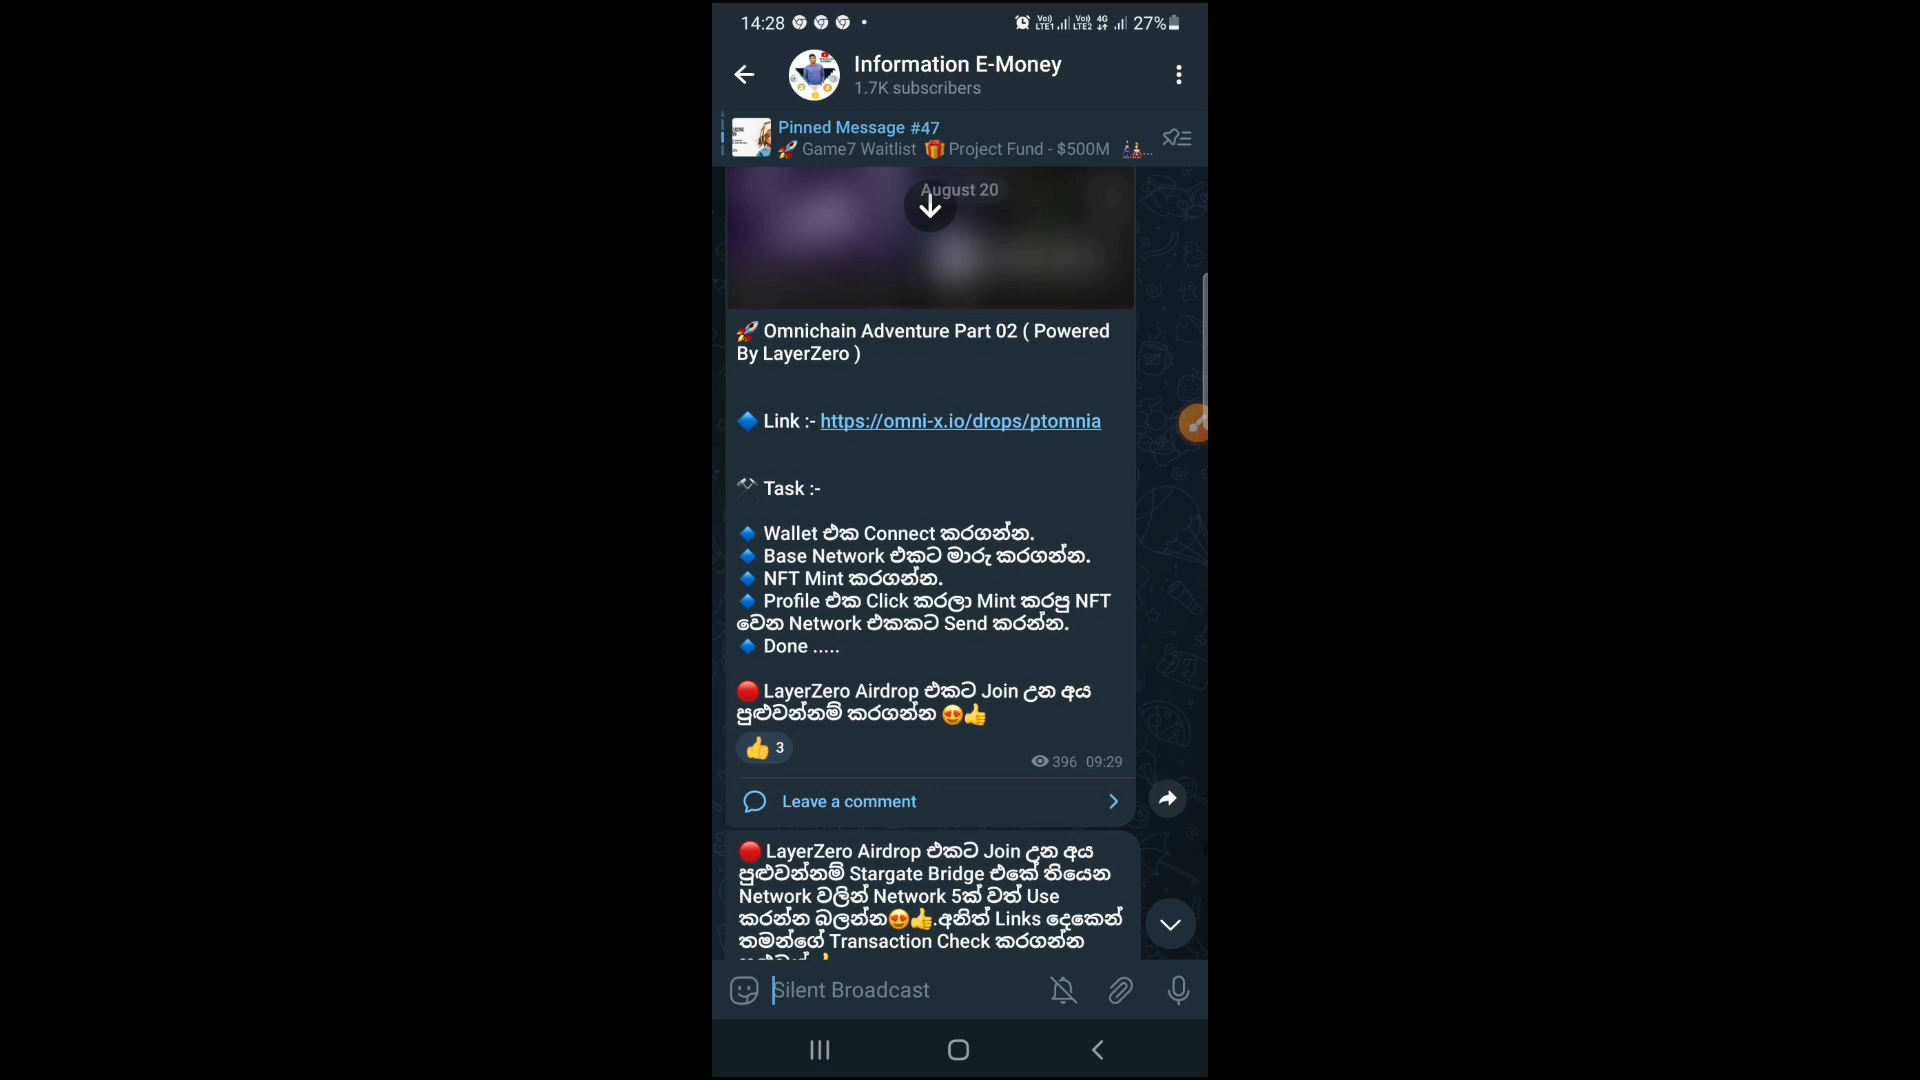 14:28
VoLTE1 VoLTE2 4G 27%
Information E-Money
1.7K subscribers
Pinned Message #47
🚀 Game7 Waitlist 🎁 Project Fund - $500M 🎎...
August 20
🚀 Omnichain Adventure Part 02 ( Powered
By LayerZero )
🔷 Link :- https://omni-x.io/drops/ptomnia
⚒ Task :-
🔹 Wallet එක Connect කරගන්න.
🔹 Base Network එකට මාරු කරගන්න.
🔹 NFT Mint කරගන්න.
🔹 Profile එක Click කරලා Mint කරපු NFT
වෙන Network එකකට Send කරන්න.
🔹 Done .....
🔴 LayerZero Airdrop එකට Join උන අය
පුළුවන්නම් කරගන්න 😍👍
👍 3
396 09:29
Leave a comment
🔴 LayerZero Airdrop එකට Join උන අය
පුළුවන්නම් Stargate Bridge එකේ තියෙන
Network වලින් Network 5ක් වත් Use
කරන්න බලන්න😍👍.අනිත් Links දෙකෙන්
තමන්ගේ Transaction Check කරගන්න
Silent Broadcast